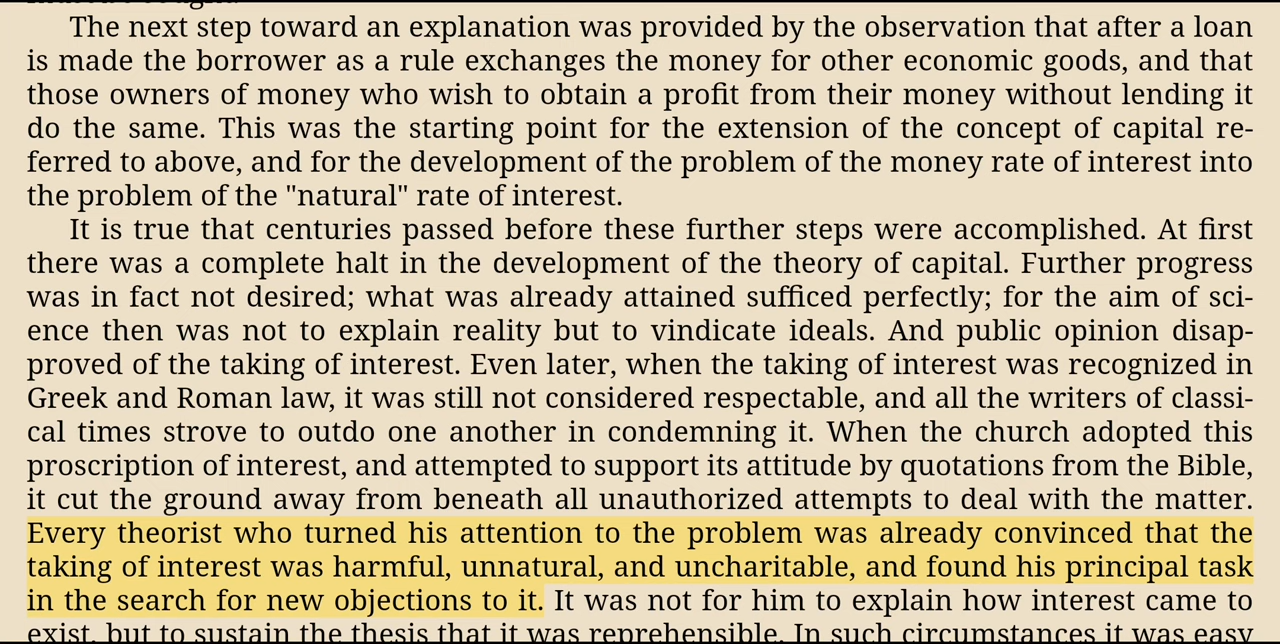 The next step toward an explanation was provided by the observation that after a loan
is made the borrower as a rule exchanges the money for other economic goods, and that
those owners of money who wish to obtain a profit from their money without lending it
do the same. This was the starting point for the extension of the concept of capital re-
ferred to above, and for the development of the problem of the money rate of interest into
the problem of the "natural" rate of interest.
It is true that centuries passed before these further steps were accomplished. At first
there was a complete halt in the development of the theory of capital. Further progress
was in fact not desired; what was already attained sufficed perfectly; for the aim of sci-
ence then was not to explain reality but to vindicate ideals. And public opinion disap-
proved of the taking of interest. Even later, when the taking of interest was recognized in
Greek and Roman law, it was still not considered respectable, and all the writers of classi-
cal times strove to outdo one another in condemning it. When the church adopted this
proscription of interest, and attempted to support its attitude by quotations from the Bible,
it cut the ground away from beneath all unauthorized attempts to deal with the matter.
Every theorist who turned his attention to the problem was already convinced that the
taking of interest was harmful, unnatural, and uncharitable, and found his principal task
in the search for new objections to it. It was not for him to explain how interest came to
exist, but to sustain the thesis that it was reprehensible. In such circumstances it was easy